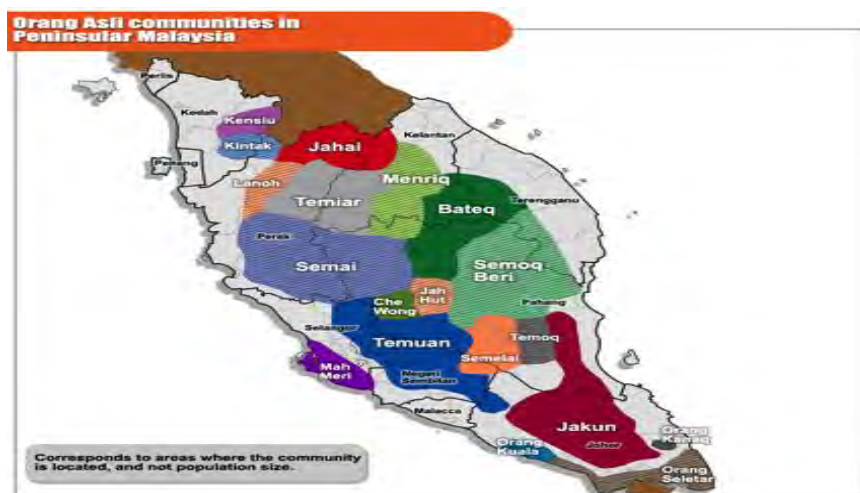 Orang Asli communities in
Peninsular Malaysia
Perlis
Kedah
Kensiu
Kintak
Penang
Jahai
Kelantan
Lanoh
Menriq
Temiar
Bateq
Terengganu
Perak
Semai
Semoq
Beri
Jah
Hut
Che
Wong
Pahang
Selangor
Temuan
Temoq
Semelai
Mah
Meri
Negeri
Sembilan
Malacca
Jakun
Johor
Orang
Kanaq
Orang
Kuala
Orang
Seletar
Corresponds to areas where the community
is located, and not population size.